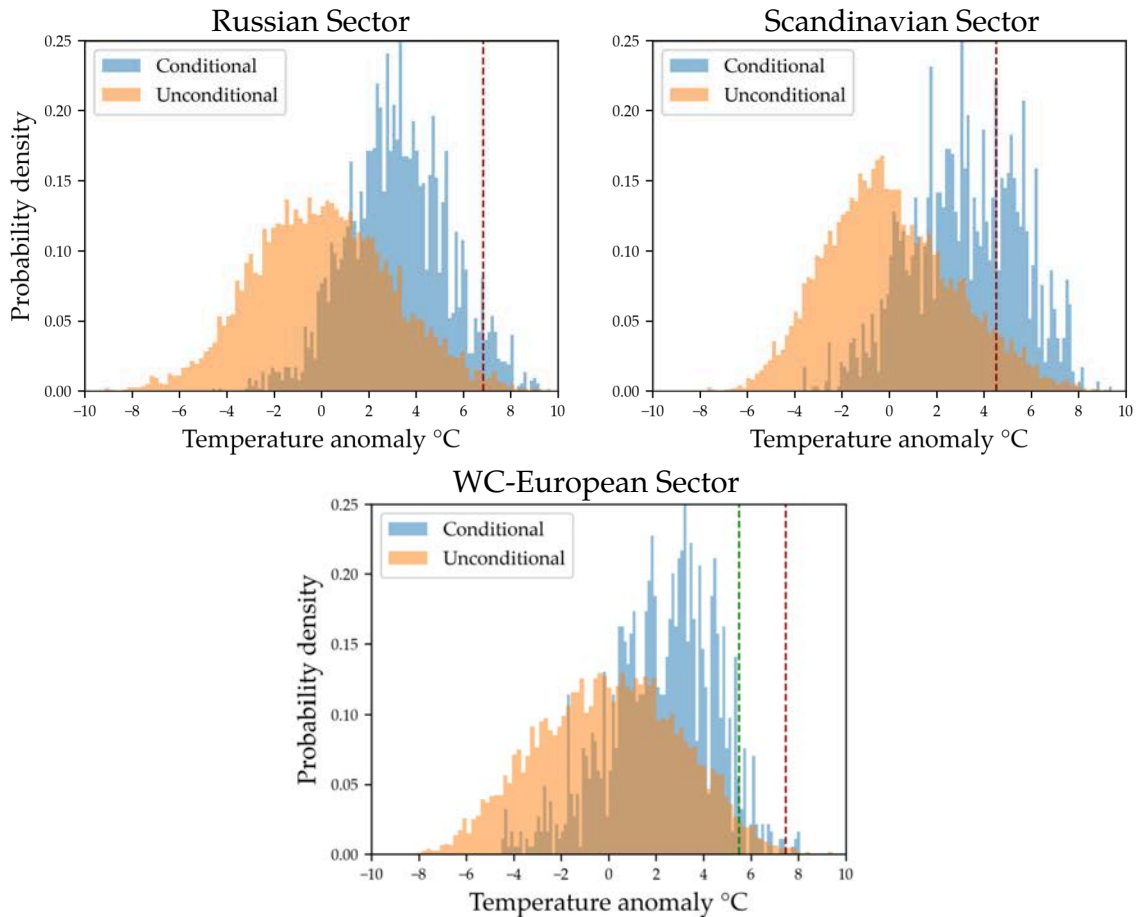 Russian Sector
0.25
0.20
0.15
0.10
0.05
0.00
Probability density
Conditional
Unconditional
−10 −8 −6 −4 −2 0 2 4 6 8 10
Temperature anomaly °C
Scandinavian Sector
0.25
0.20
0.15
0.10
0.05
0.00
Conditional
Unconditional
−10 −8 −6 −4 −2 0 2 4 6 8 10
Temperature anomaly °C
WC-European Sector
0.25
0.20
0.15
0.10
0.05
0.00
Probability density
Conditional
Unconditional
−10 −8 −6 −4 −2 0 2 4 6 8 10
Temperature anomaly °C